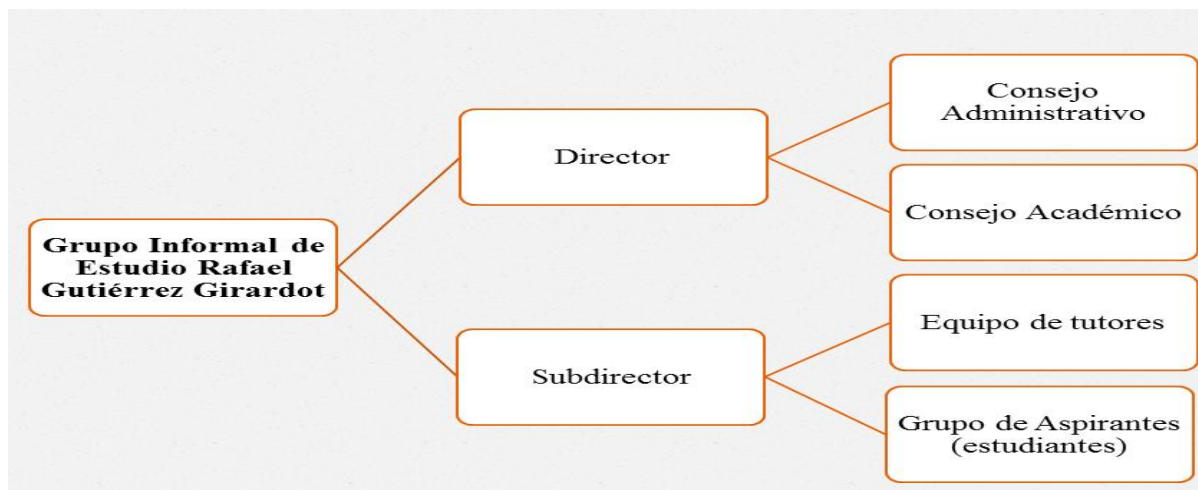 Grupo Informal de
Estudio Rafael
Gutiérrez Girardot
Director
Consejo
Administrativo
Consejo Académico
Subdirector
Equipo de tutores
Grupo de Aspirantes
(estudiantes)